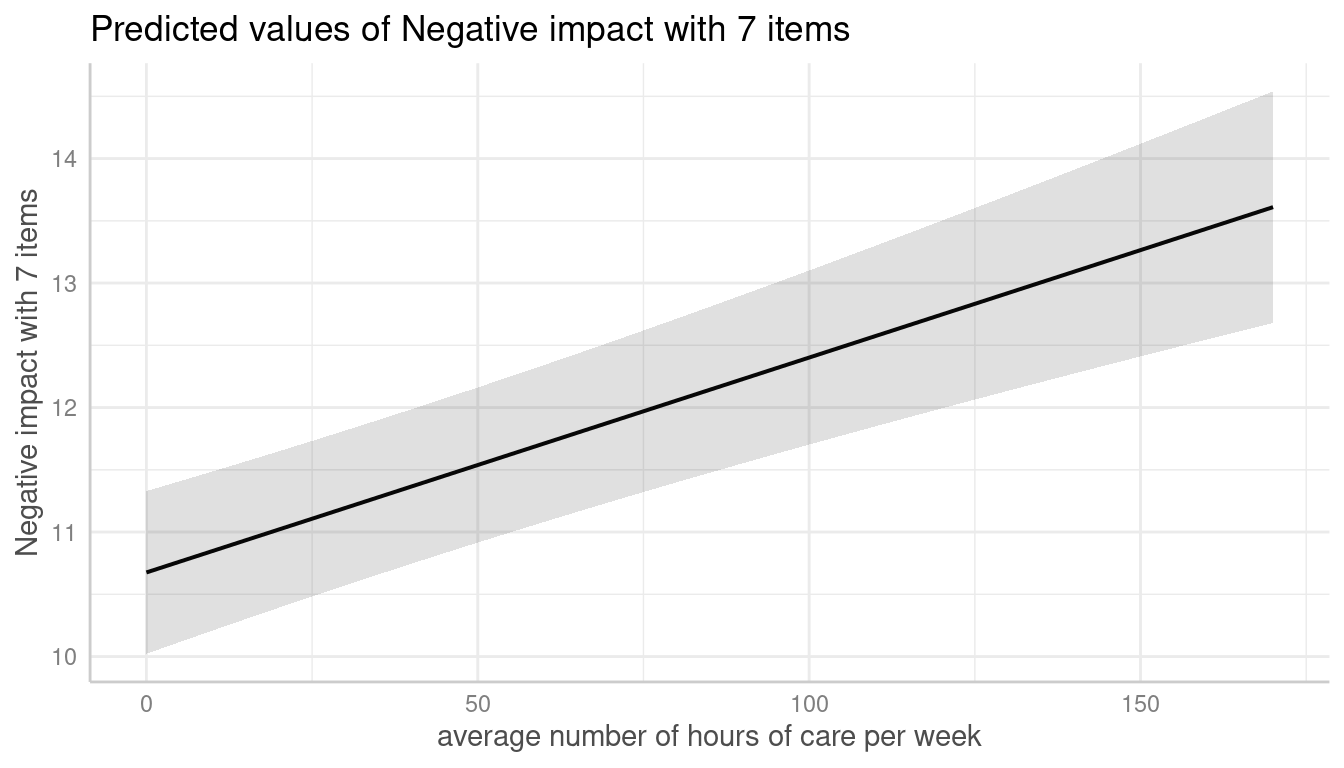 Predicted values of Negative impact with 7 items
Negative impact with 7 items
14
13
12
11
10
0 50 100 150
average number of hours of care per week